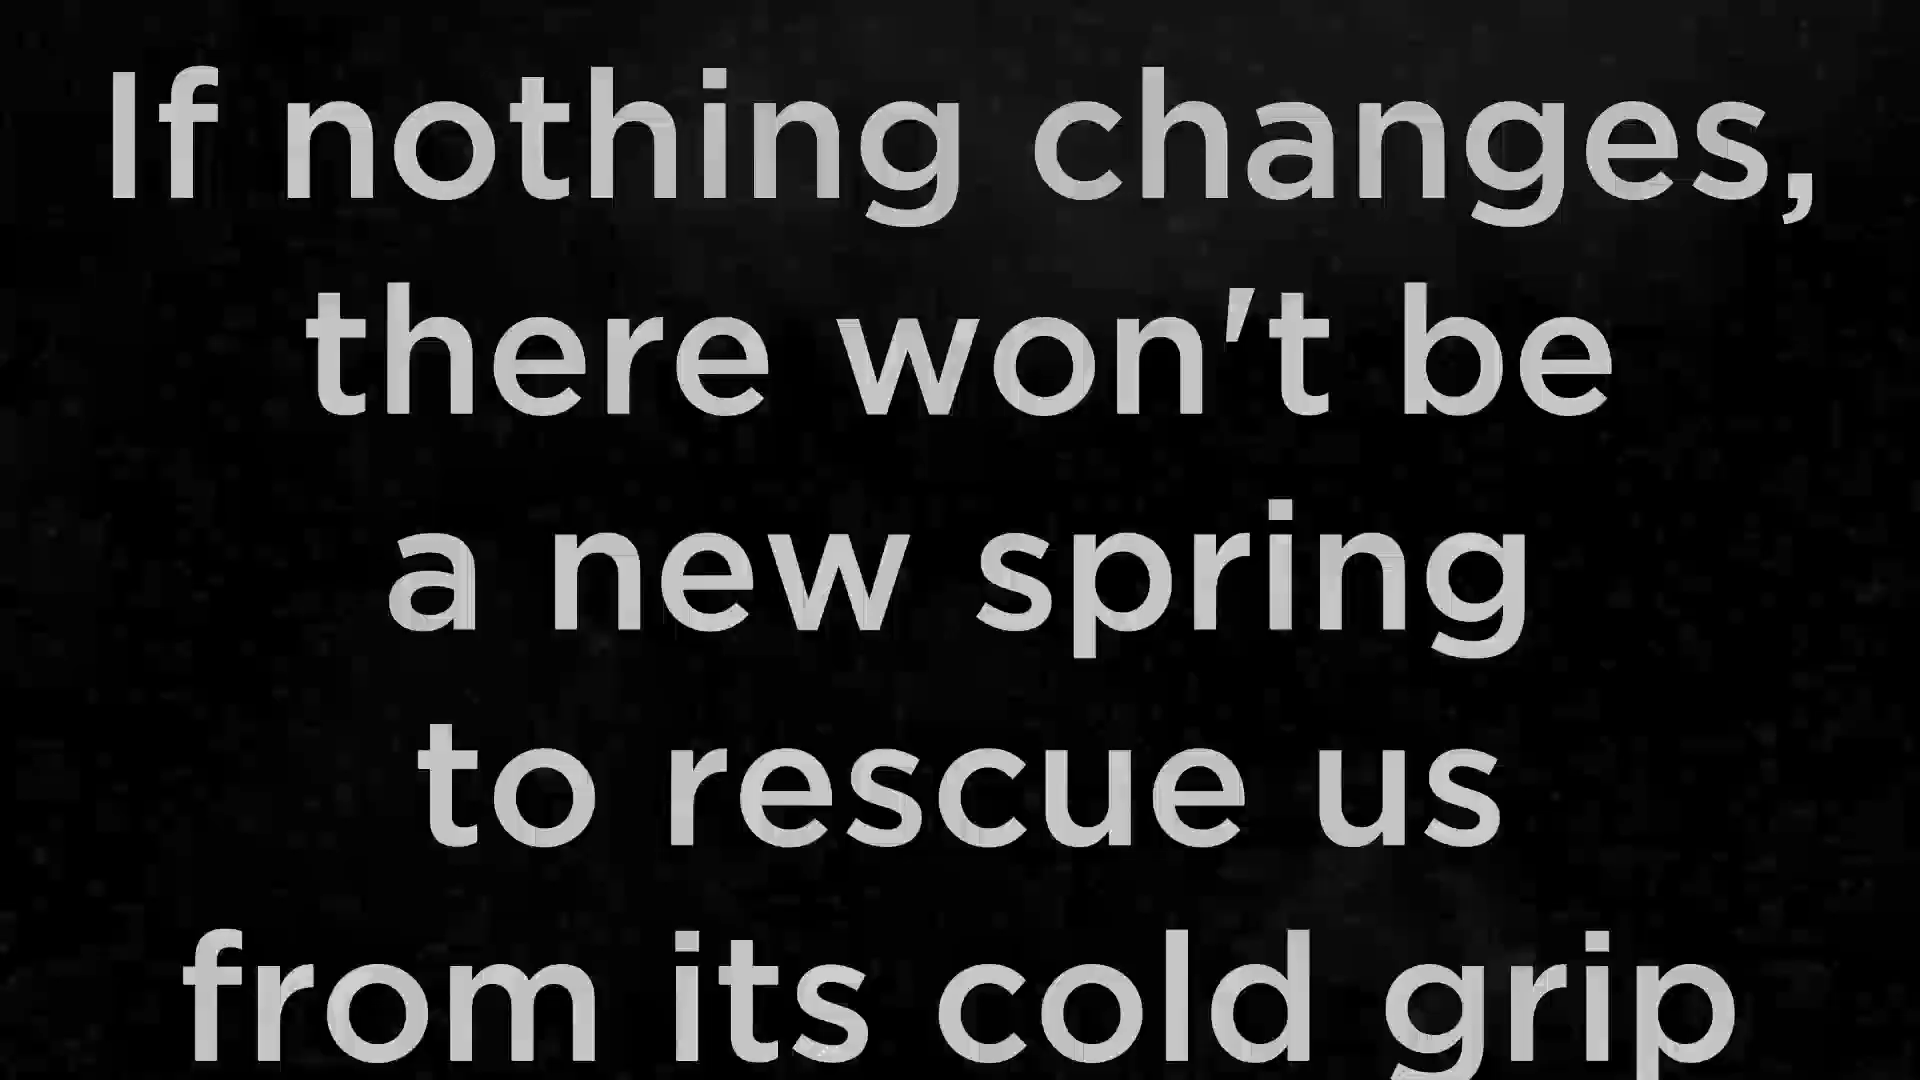 If nothing changes,
there won't be
a new spring
to rescue us
from its cold grip